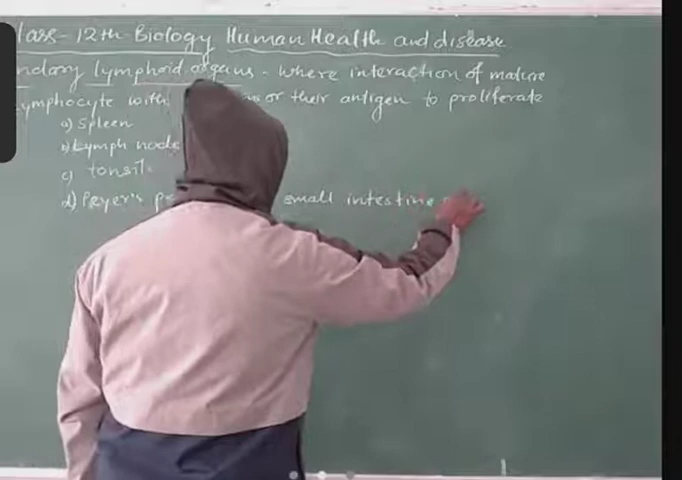 lass-12th-Biology Human Health and disease
ndary lymphoid organs - where interaction of mature
lymphocyte with or their antigen to proliferate
a) Spleen
b) Lymph node
c) tonsil
d) Peyer's small intestine